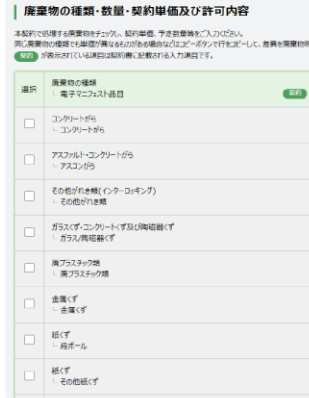 廃棄物の種類・数量・契約単価及び許可内容
本契約で処理する廃棄物をチェックし、契約単価、予定数量等をご入力ください。
同じ廃棄物の種類でも単価が異なるものがある場合などはコピーボタンで行をコピーして、差異を廃棄物明
契約 が表示されている項目は契約書に記載される入力項目です。
選択 廃棄物の種類 契約
└ 電子マニフェスト品目
コンクリートがら
└ コンクリートがら
アスファルト・コンクリートがら
└ アスコンがら
その他がれき類(インターロッキング)
└ その他がれき類
ガラスくず・コンクリートくず及び陶磁器くず
└ ガラス/陶磁器くず
廃プラスチック類
└ 廃プラスチック類
金属くず
└ 金属くず
紙くず
└ 段ボール
紙くず
└ その他紙くず